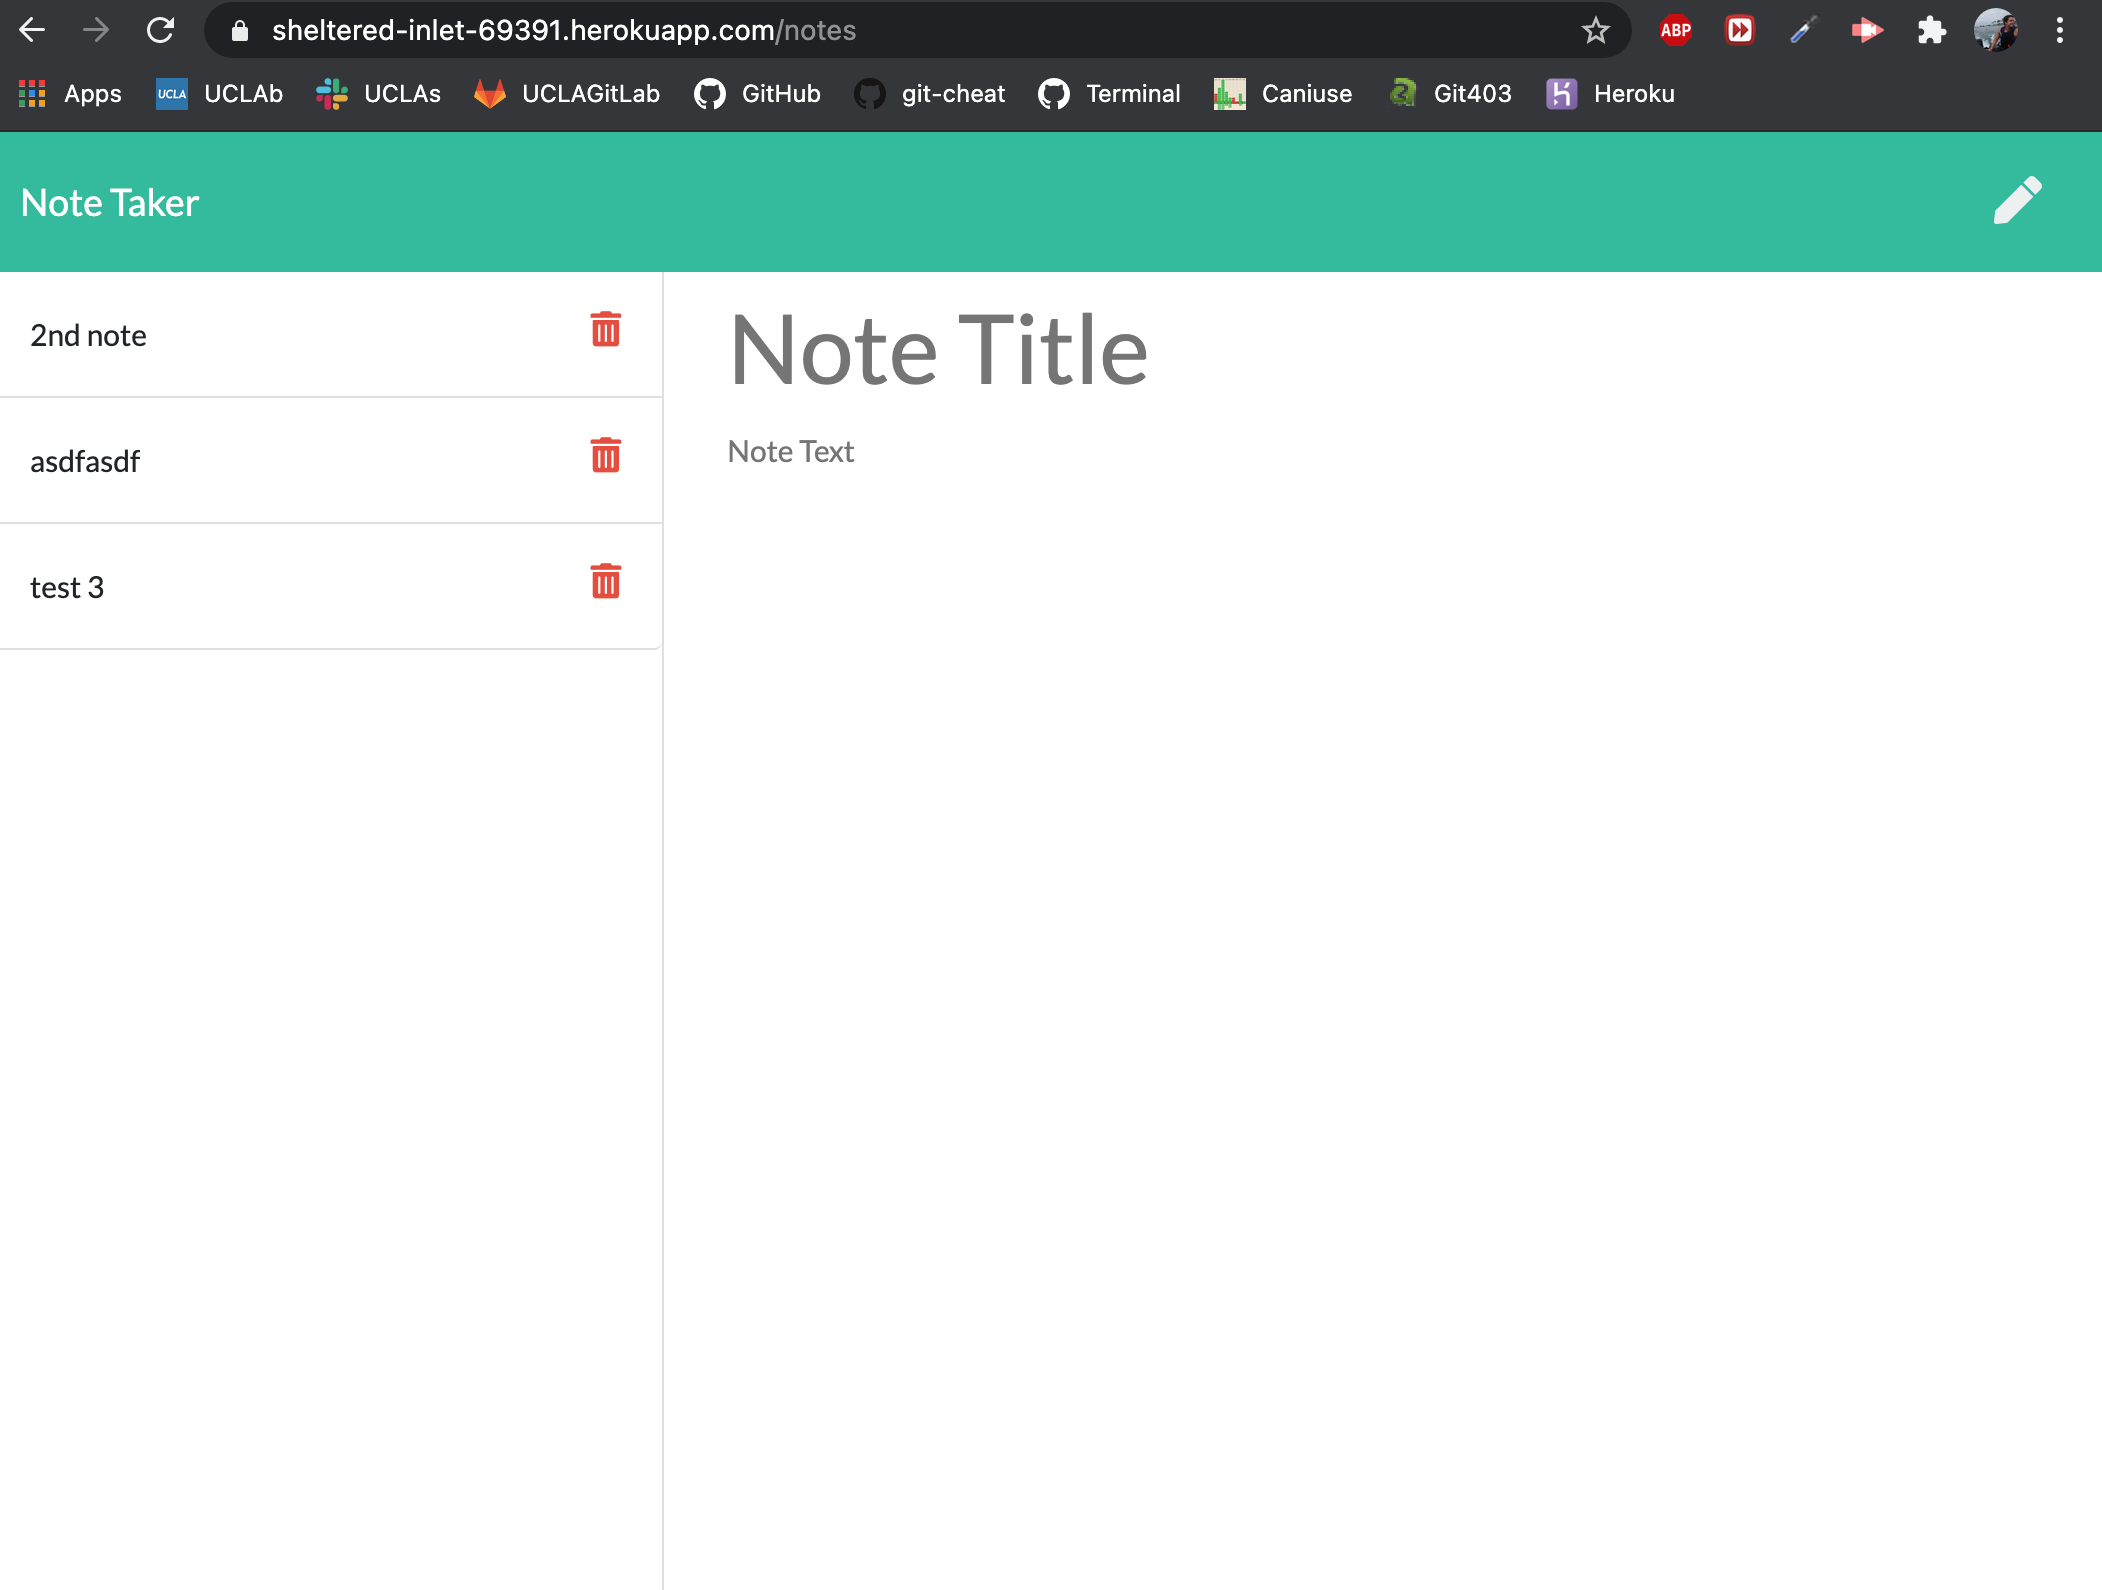 sheltered-inlet-69391.herokuapp.com/notes
ABP
Apps UCLA UCLAb UCLAs UCLAGitLab GitHub git-cheat Terminal Caniuse Git403 Heroku
Note Taker
2nd note
asdfasdf
test 3
Note Title
Note Text